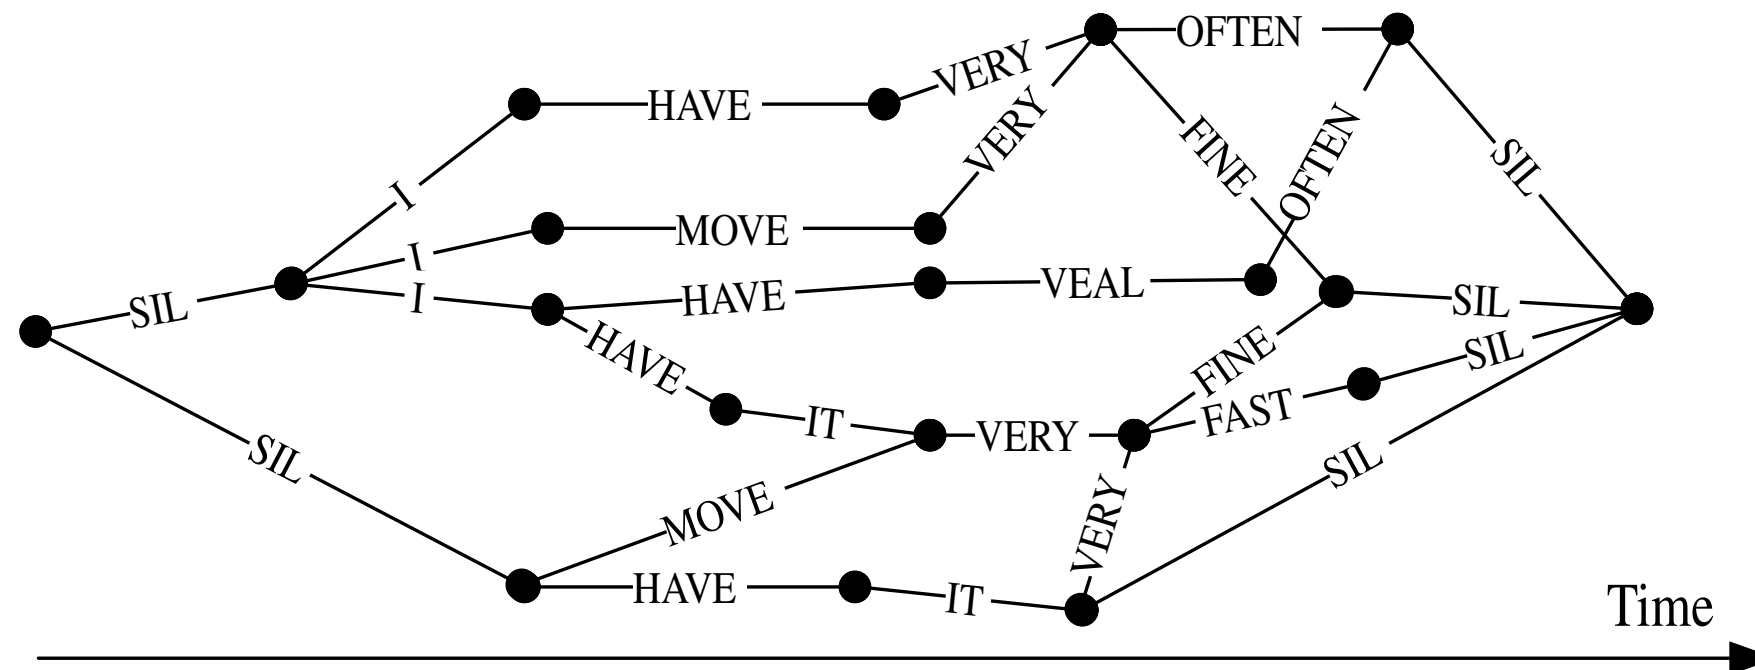 OFTEN
VERY
HAVE
VERY
FINE
OFTEN
SIL
I
MOVE
I
I
HAVE
VEAL
SIL
SIL
HAVE
FINE
SIL
IT
VERY
FAST
SIL
SIL
MOVE
VERY
HAVE
IT
Time